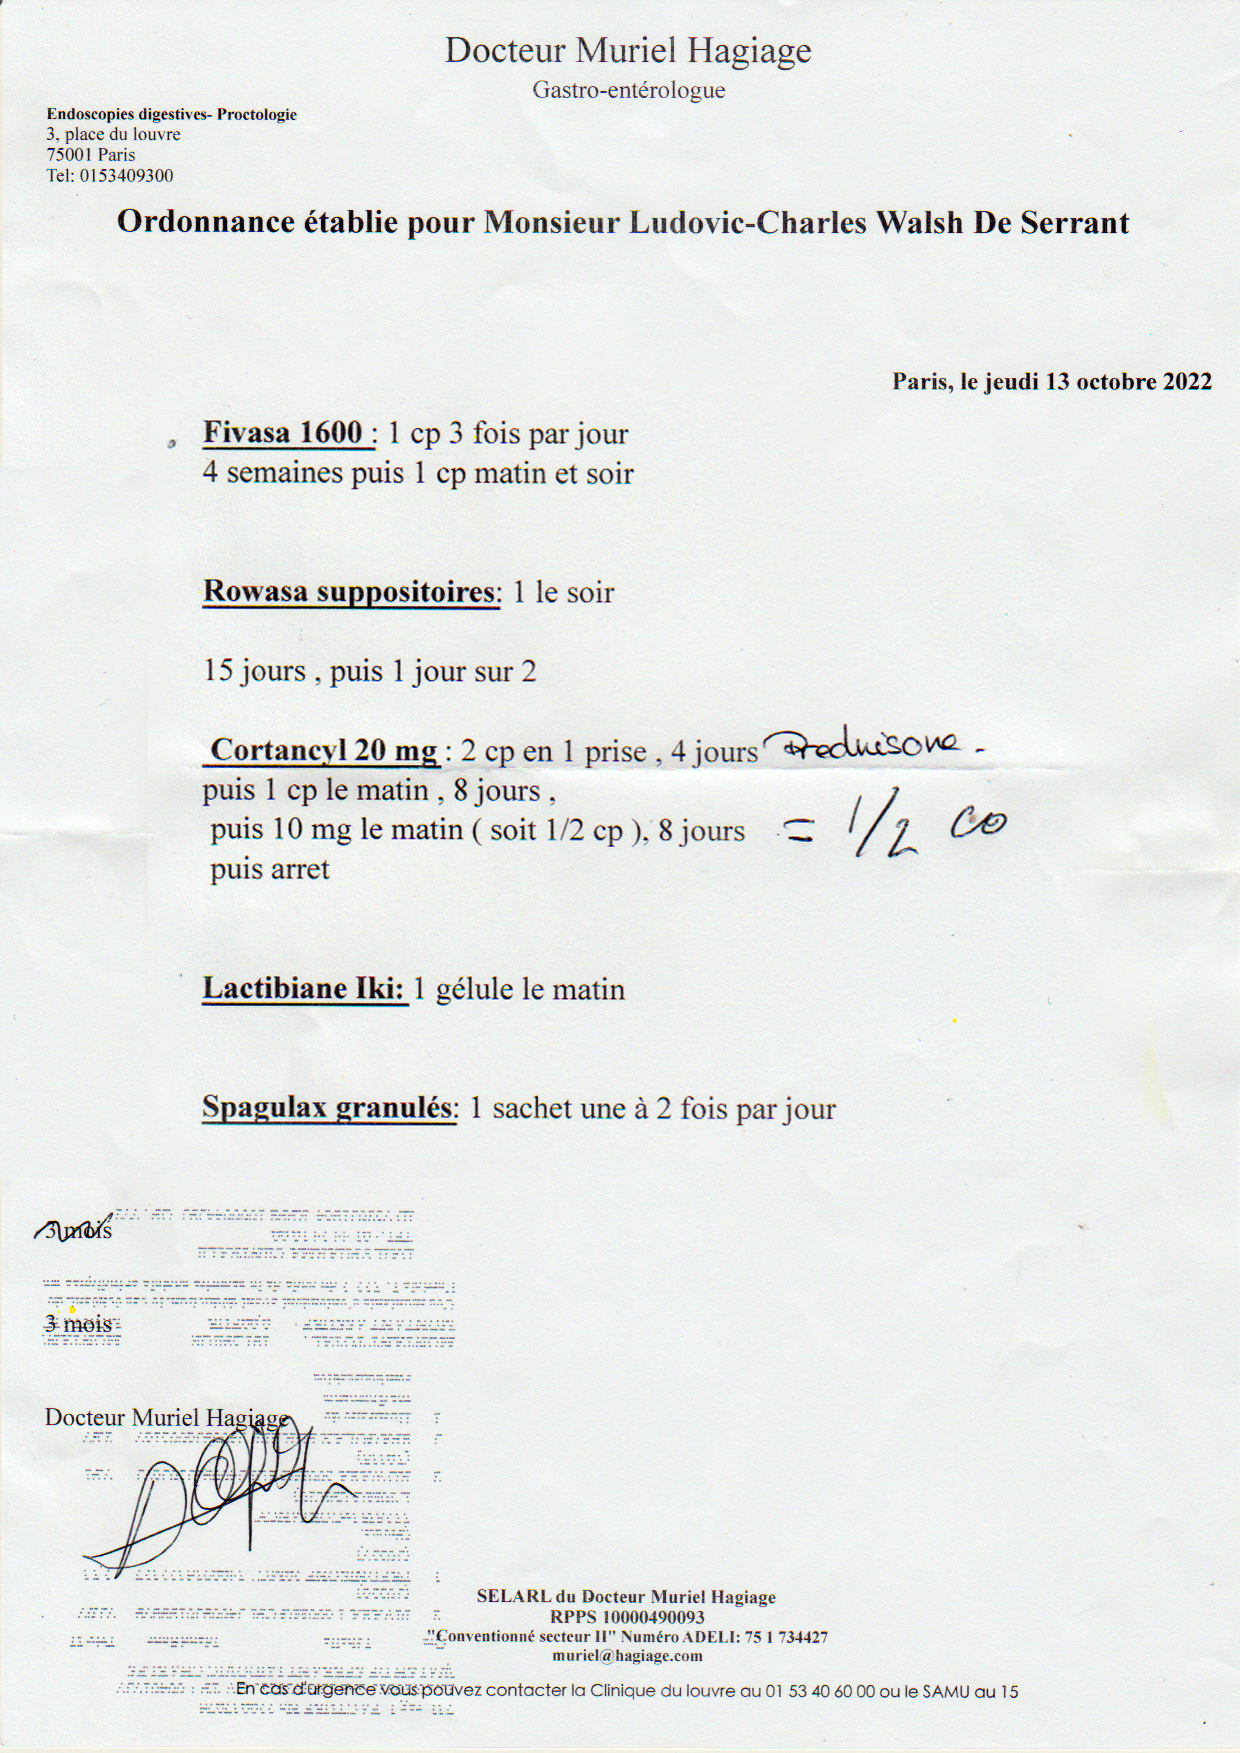 Docteur Muriel Hagiage
Gastro-entérologue
Endoscopies digestives- Proctologie
3, place du louvre
75001 Paris
Tel: 0153409300
Ordonnance établie pour Monsieur Ludovic-Charles Walsh De Serrant
Paris, le jeudi 13 octobre 2022
Fivasa 1600 : 1 cp 3 fois par jour
4 semaines puis 1 cp matin et soir
Rowasa suppositoires: 1 le soir
15 jours , puis 1 jour sur 2
Cortancyl 20 mg : 2 cp en 1 prise , 4 jours Prednisone -
puis 1 cp le matin , 8 jours ,
puis 10 mg le matin ( soit 1/2 cp ), 8 jours = 1/2 co
puis arret
Lactibiane Iki: 1 gélule le matin
Spagulax granulés: 1 sachet une à 2 fois par jour
3 mois
3 mois
Docteur Muriel Hagiage
SELARL du Docteur Muriel Hagiage
RPPS 10000490093
"Conventionné secteur II" Numéro ADELI: 75 1 734427
muriel@hagiage.com
En cas d'urgence vous pouvez contacter la Clinique du louvre au 01 53 40 60 00 ou le SAMU au 15